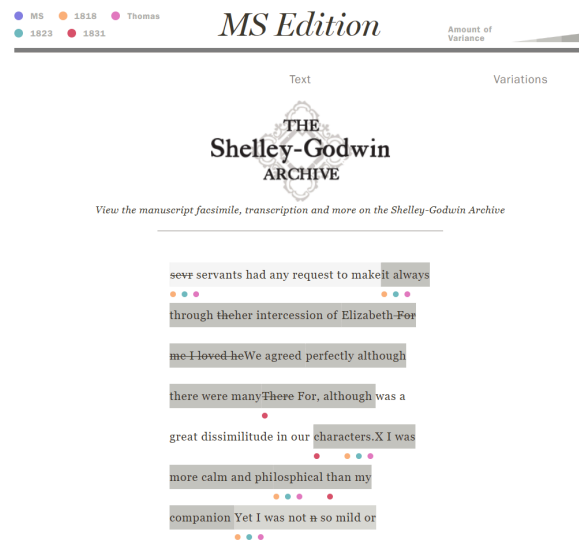 MS 1818 Thomas
1823 1831
MS Edition
Amount of
Variance
Text Variations
THE
Shelley-Godwin
ARCHIVE
View the manuscript facsimile, transcription and more on the Shelley-Godwin Archive
sevr servants had any request to makeit always
through theher intercession of Elizabeth For
me I loved heWe agreed perfectly although
there were manyThere For, although was a
great dissimilitude in our characters.X I was
more calm and philosphical than my
companion Yet I was not n so mild or